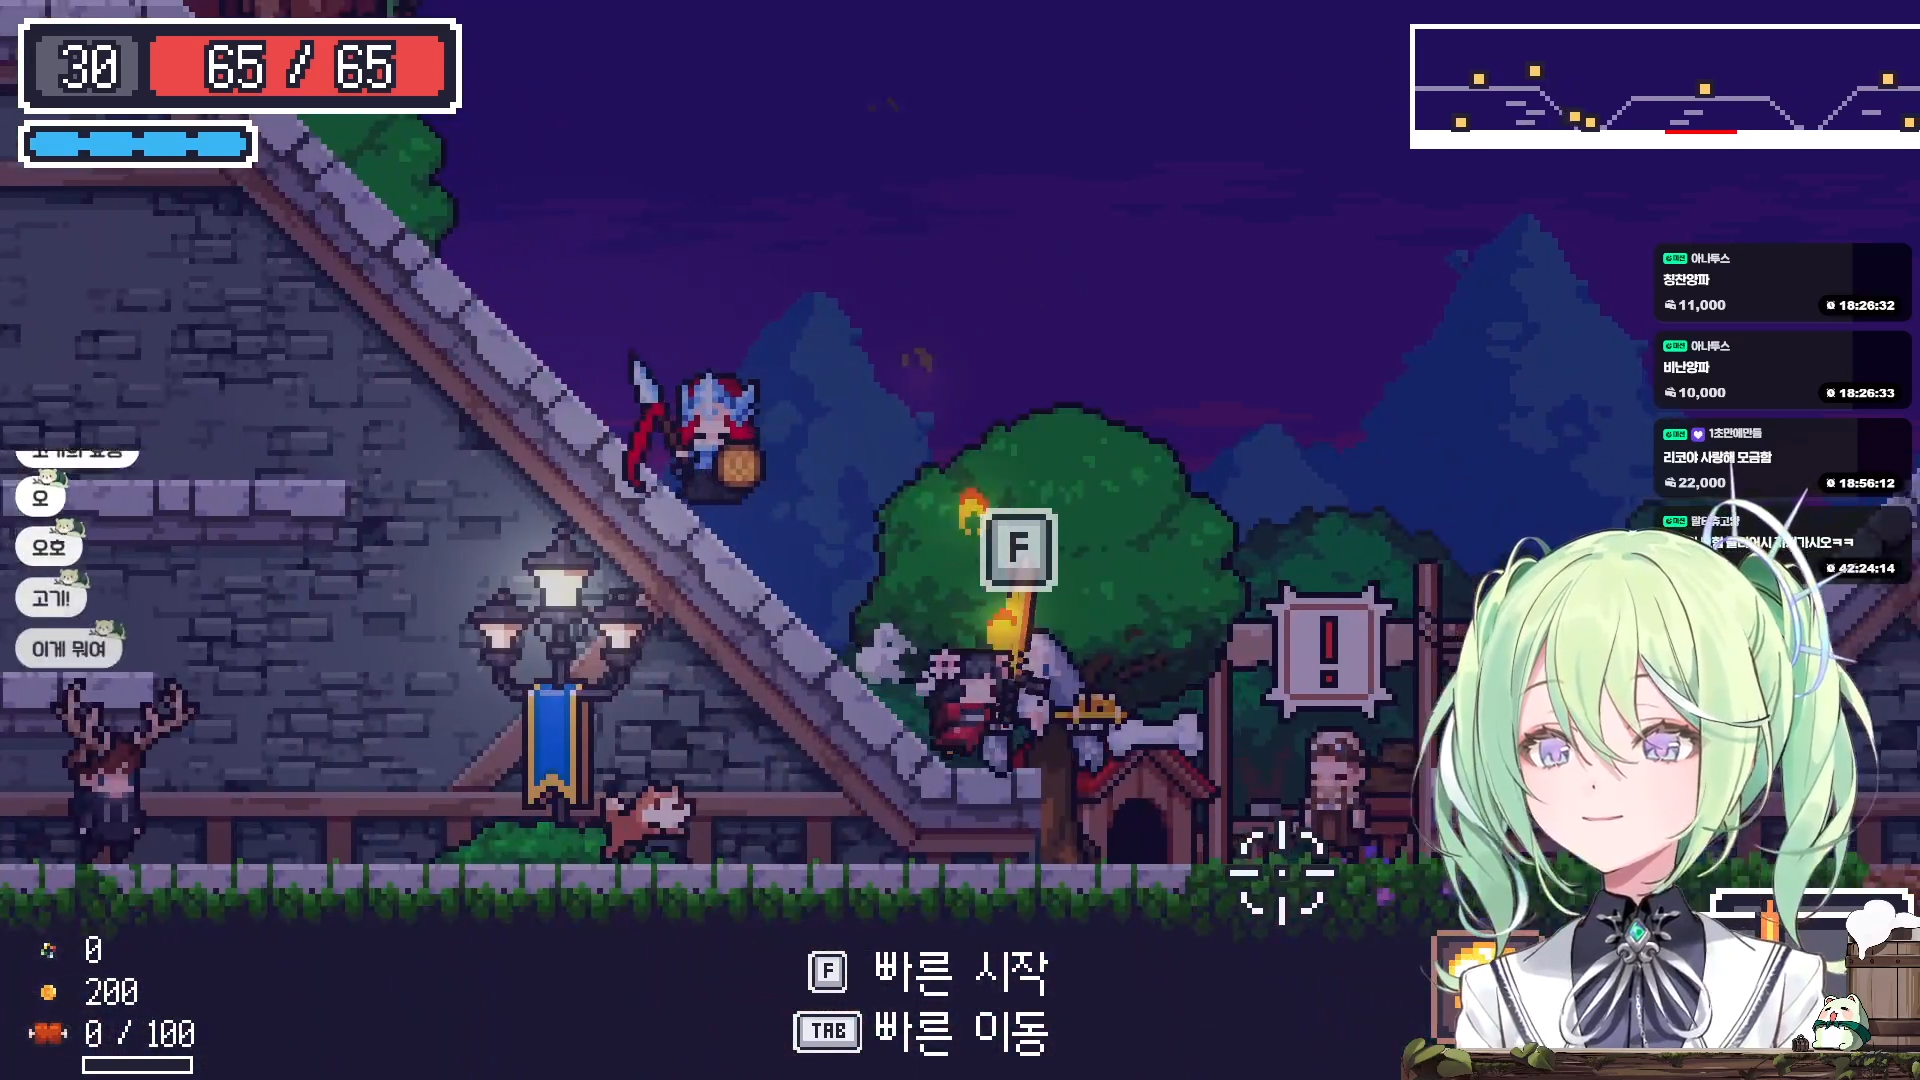 30
65 / 65
아나투스
칭찬양파
11,000
18:26:32
아나투스
비난양파
10,000
18:26:33
1초만에만듦
리코야 사랑해 모금함
22,000
18:56:12
42:24:14
오
오호
고기!
이게 뭐여
F
!
0
200
0 / 100
F 빠른 시작
TAB 빠른 이동